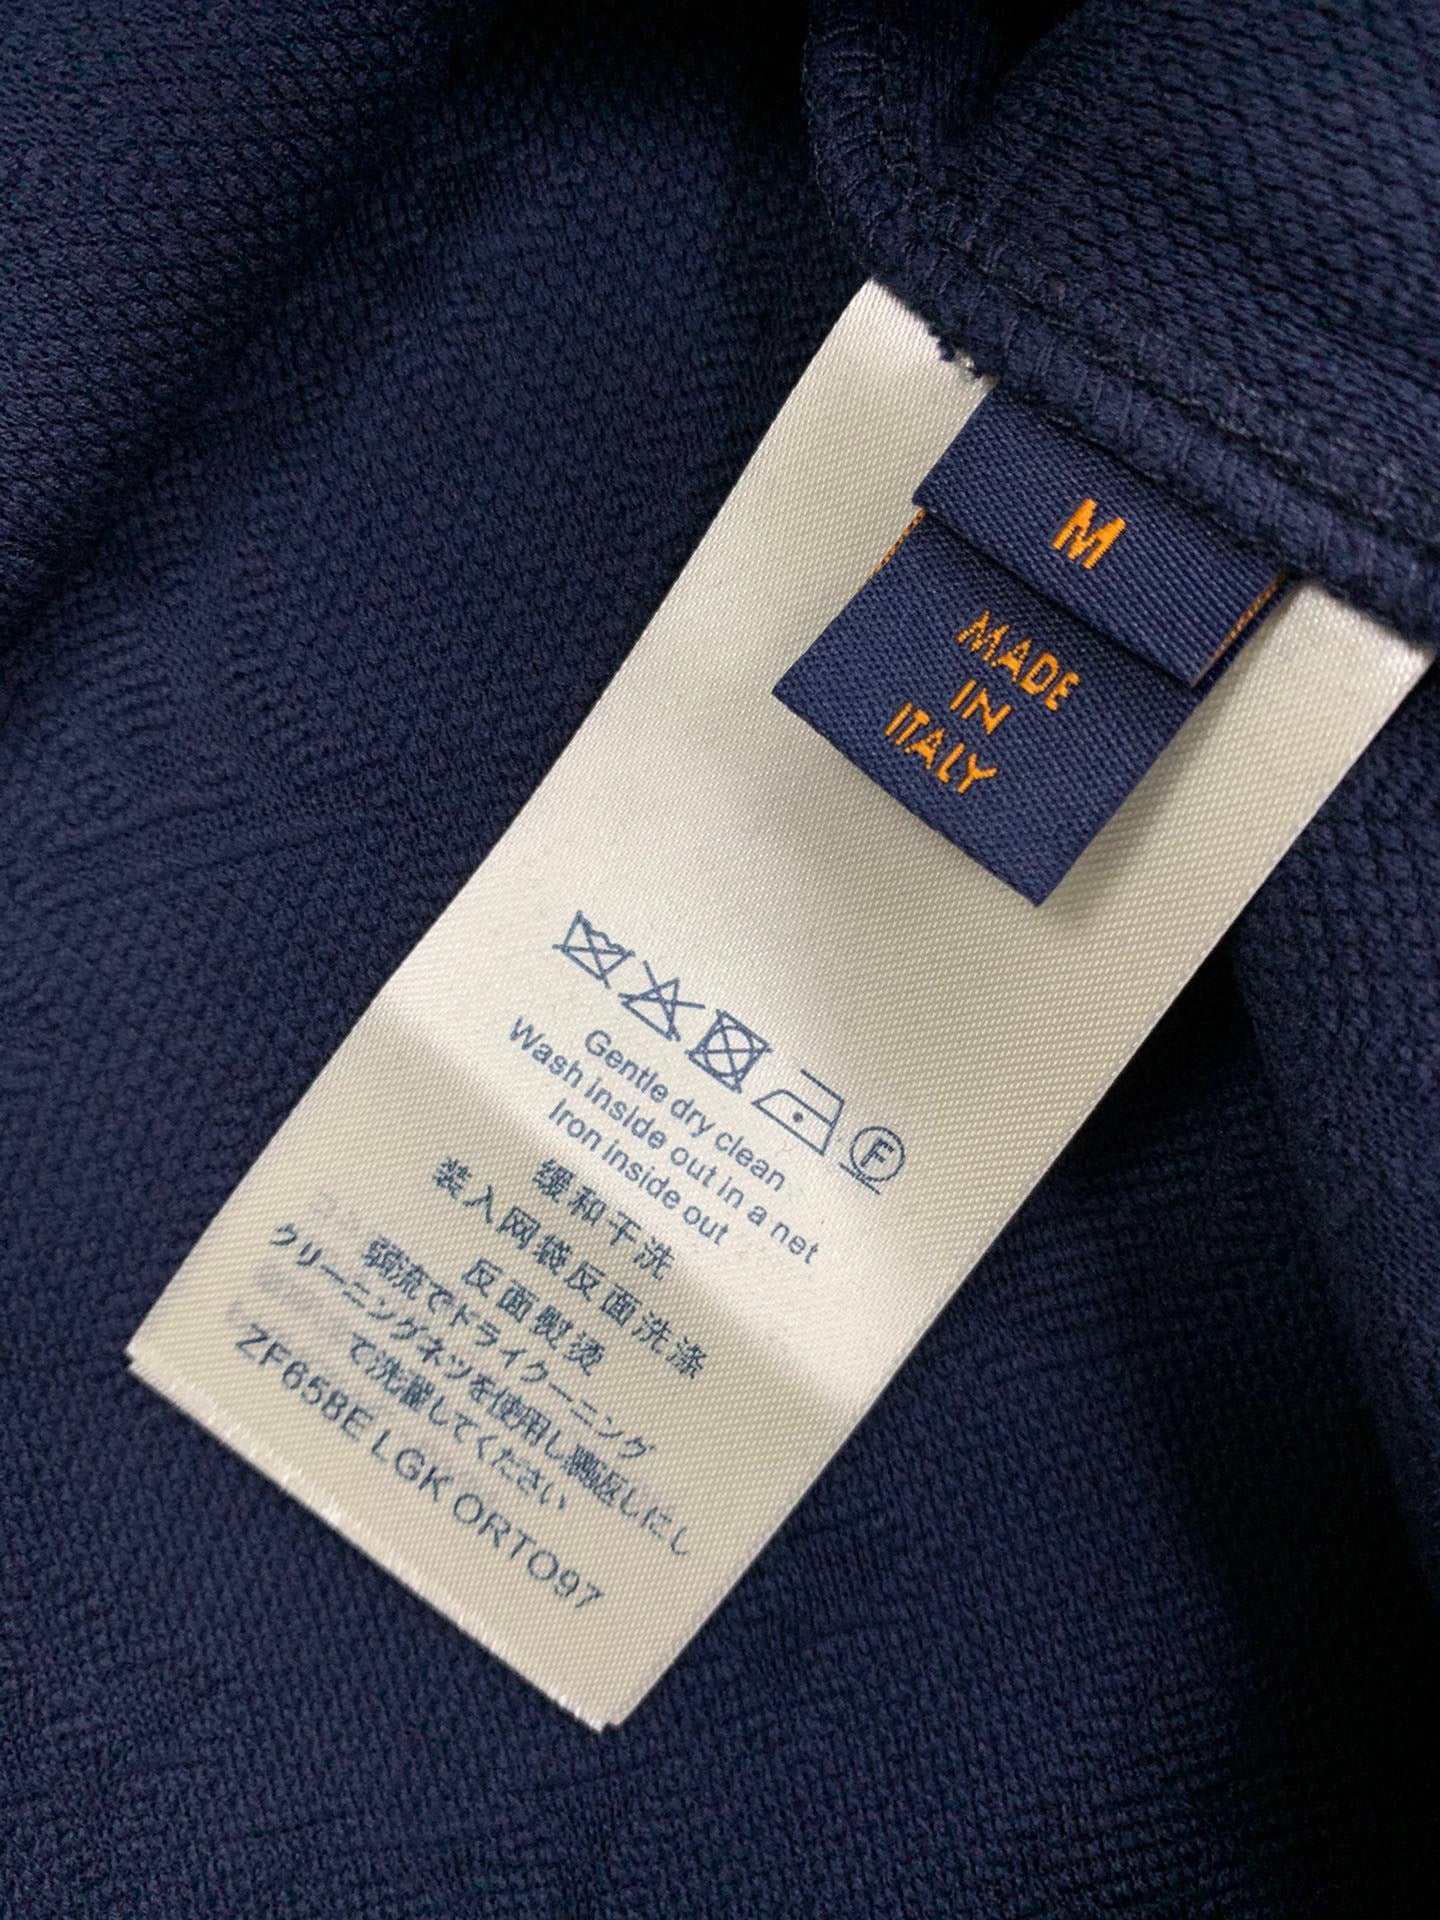 M
MADE
IN
ITALY
F
Gentle dry clean
Wash inside out in a net
Iron inside out
缓和干洗
装入网袋反面洗涤
反面熨烫
弱流でドライクーニング
クリーニングネツを使用し裏返しにし
て洗濯してください
ZF658E LGK ORTO97